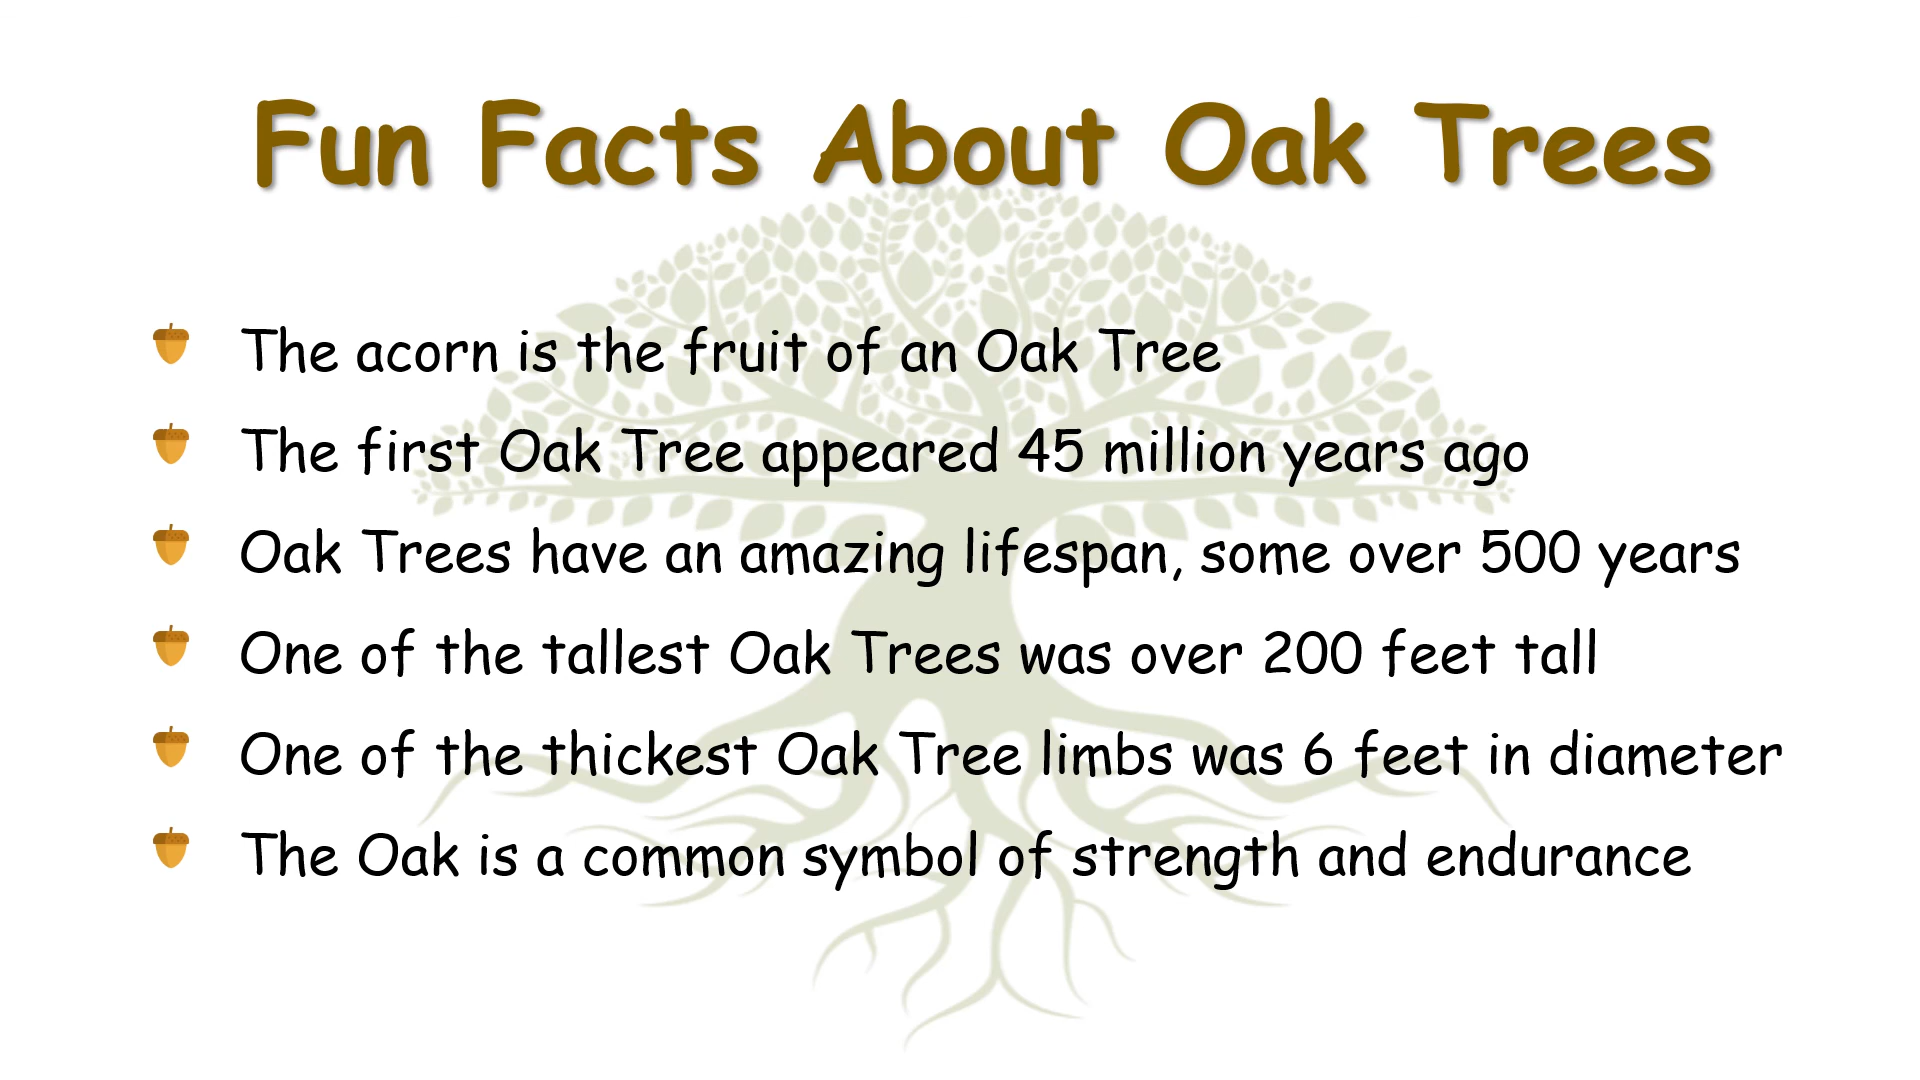 Fun Facts About Oak Trees
The acorn is the fruit of an Oak Tree
The first Oak Tree appeared 45 million years ago
Oak Trees have an amazing lifespan, some over 500 years
One of the tallest Oak Trees was over 200 feet tall
One of the thickest Oak Tree limbs was 6 feet in diameter
The Oak is a common symbol of strength and endurance